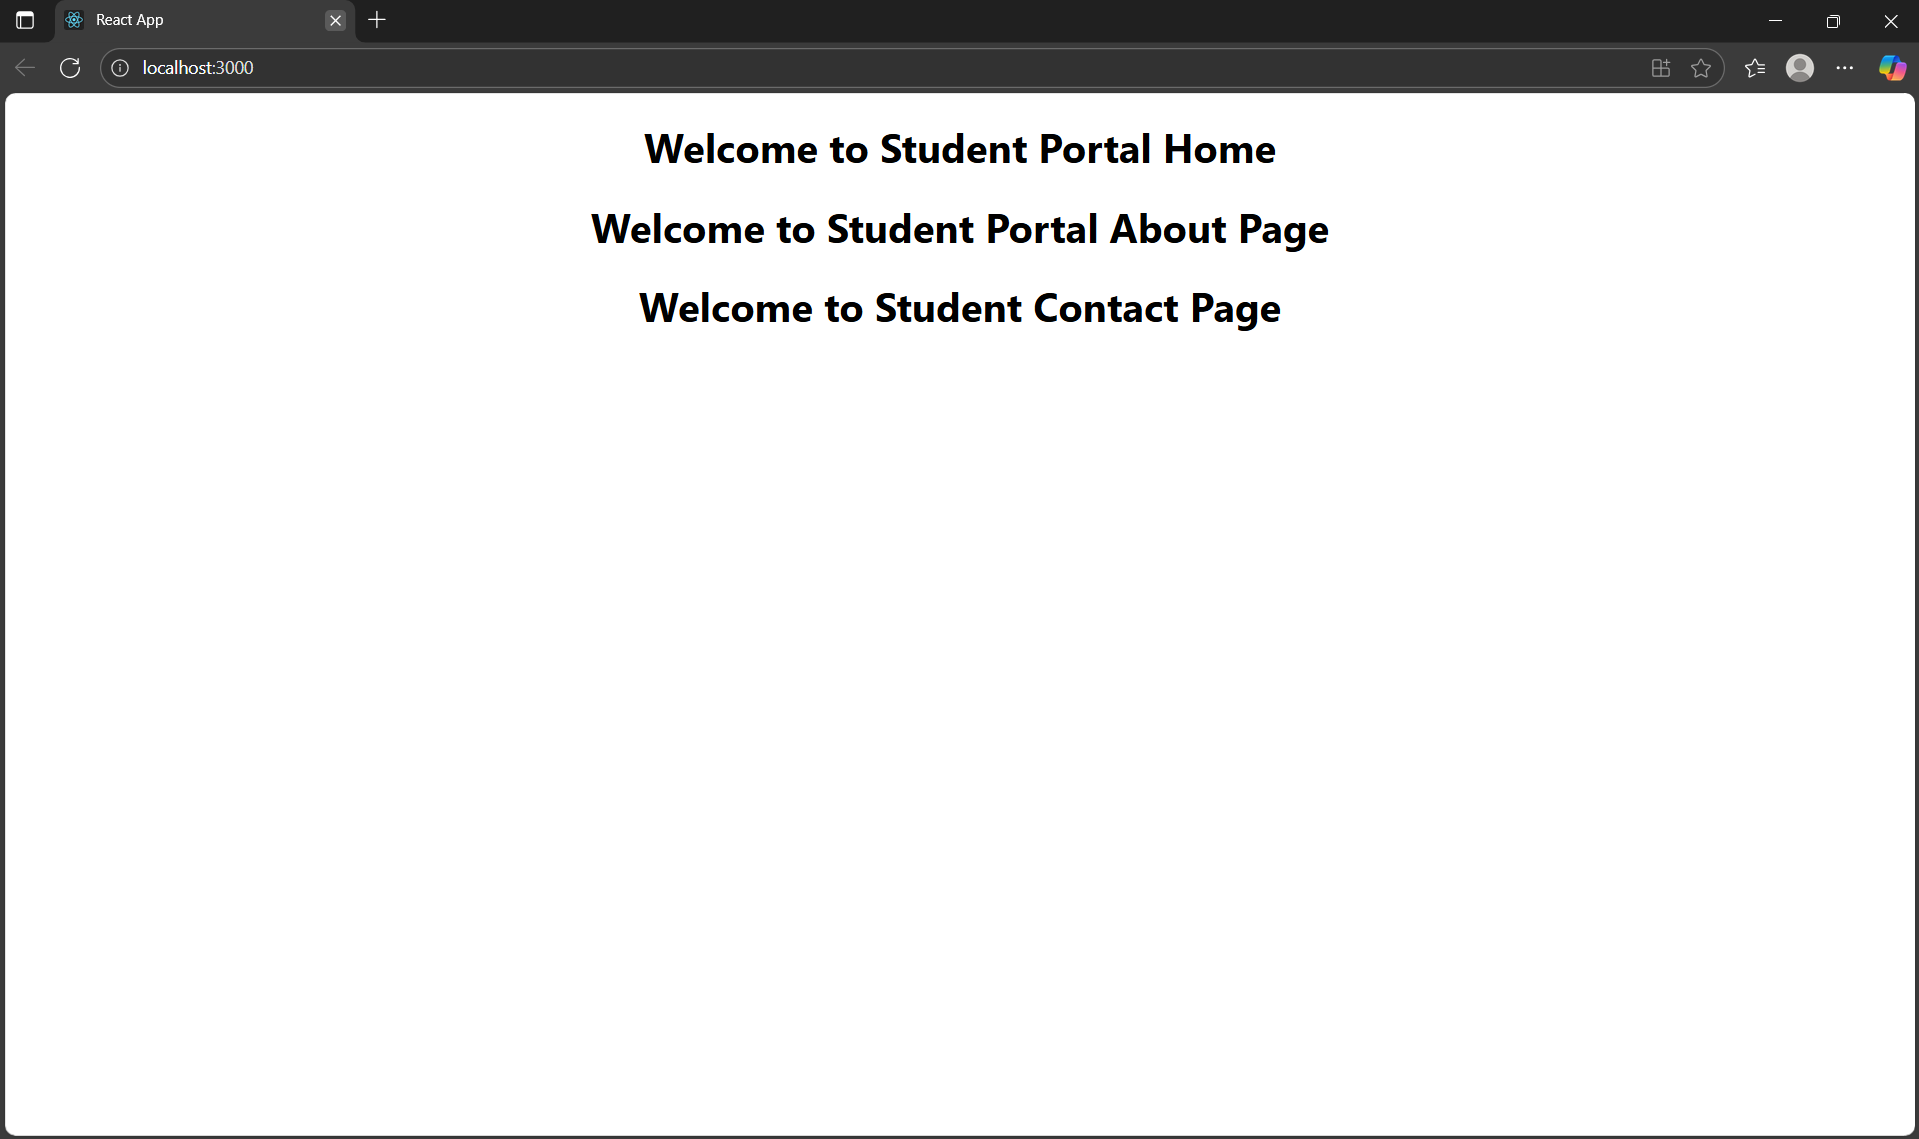 React App
localhost:3000
Welcome to Student Portal Home
Welcome to Student Portal About Page
Welcome to Student Contact Page